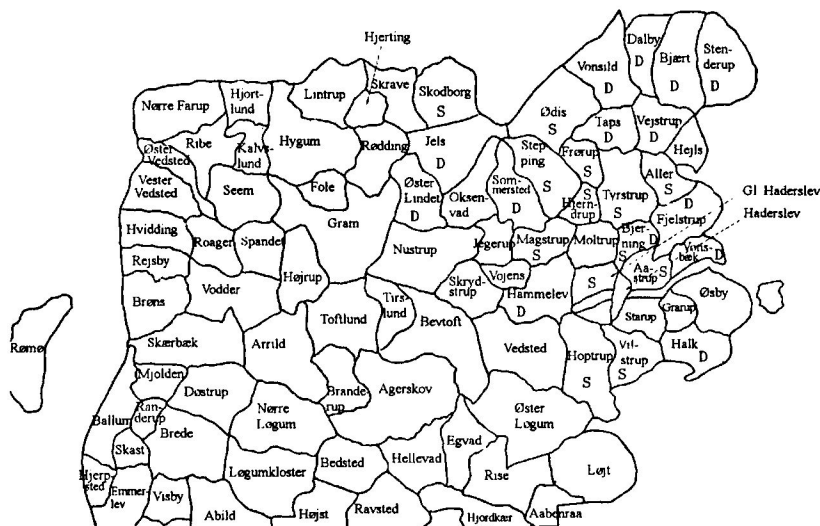 Dalby
D
Bjært
D
Sten-
derup
D
Vonsild
D
Hjerting
Skrave
Skodborg
S
Lintrup
Hjort-
lund
Nørre Farup
Ødis
S
Taps
D
Vejstrup
D
Hejls
Ribe
Kalvs-
lund
Hygum
Rødding
Jels
D
Step
ping
S
Frørup
S
Øster
Vedsted
Vester
Vedsted
Seem
Fole
Øster
Lindet
D
Oksen-
vad
Som-
mersted
D
Hjern-
drup
S
Tyrstrup
S
Aller
S
D
Gl Haderslev
Haderslev
Fjelstrup
Hvidding
Roager
Spandet
Gram
Nustrup
Jegerup
Magstrup
S
Moltrup
Bjer-
ning
S
D
Vons-
bæk
D
Aa-
strup
S
Rejsby
Højrup
Skryd-
strup
Vojens
Hammelev
D
S
Øsby
Brøns
Vodder
Tirs-
lund
Bevtoft
Toftlund
Starup
Grarup
Rømø
Skærbæk
Arrild
Vedsted
Hoptrup
S
Vil-
strup
S
Halk
D
Mjolden
Døstrup
Brande
rup
Agerskov
Ballum
Ran-
derup
Brede
Nørre
Løgum
Øster
Løgum
Skast
Egvad
Hjerp-
sted
Emmer-
lev
Visby
Løgumkloster
Bedsted
Hellevad
Rise
Løjt
Abild
Højst
Ravsted
Hjordkær
Aabenraa